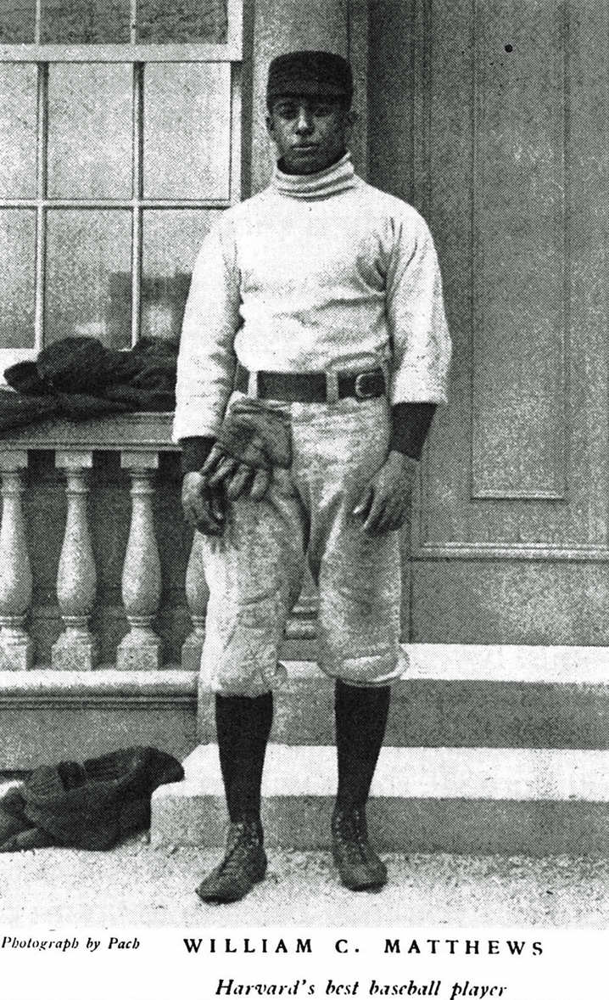 Photograph by Pach
WILLIAM C. MATTHEWS
Harvard's best baseball player